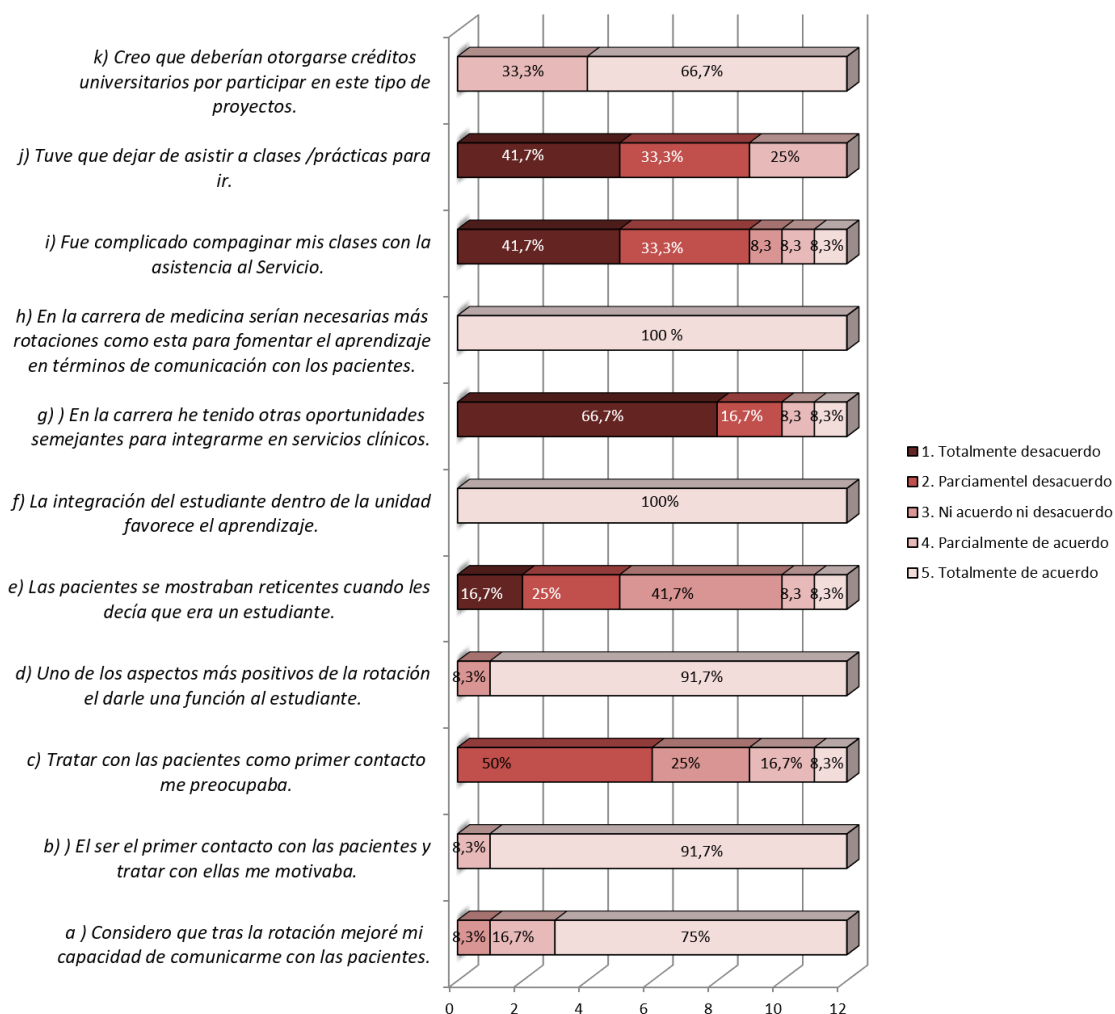 k) Creo que deberían otorgarse créditos
universitarios por participar en este tipo de
proyectos.
33,3%
66,7%
j) Tuve que dejar de asistir a clases /prácticas para
ir.
41,7%
33,3%
25%
i) Fue complicado compaginar mis clases con la
asistencia al Servicio.
41,7%
33,3%
8,3
8,3
8,3%
h) En la carrera de medicina serían necesarias más
rotaciones como esta para fomentar el aprendizaje
en términos de comunicación con los pacientes.
100 %
g) ) En la carrera he tenido otras oportunidades
semejantes para integrarme en servicios clínicos.
66,7%
16,7%
8,3
8,3%
f) La integración del estudiante dentro de la unidad
favorece el aprendizaje.
100%
e) Las pacientes se mostraban reticentes cuando les
decía que era un estudiante.
16,7%
25%
41,7%
8,3
8,3%
d) Uno de los aspectos más positivos de la rotación
el darle una función al estudiante.
8,3%
91,7%
c) Tratar con las pacientes como primer contacto
me preocupaba.
50%
25%
16,7%
8,3%
b) ) El ser el primer contacto con las pacientes y
tratar con ellas me motivaba.
8,3%
91,7%
a ) Considero que tras la rotación mejoré mi
capacidad de comunicarme con las pacientes.
8,3%
16,7%
75%
0 2 4 6 8 10 12
1. Totalmente desacuerdo
2. Parciamentel desacuerdo
3. Ni acuerdo ni desacuerdo
4. Parcialmente de acuerdo
5. Totalmente de acuerdo